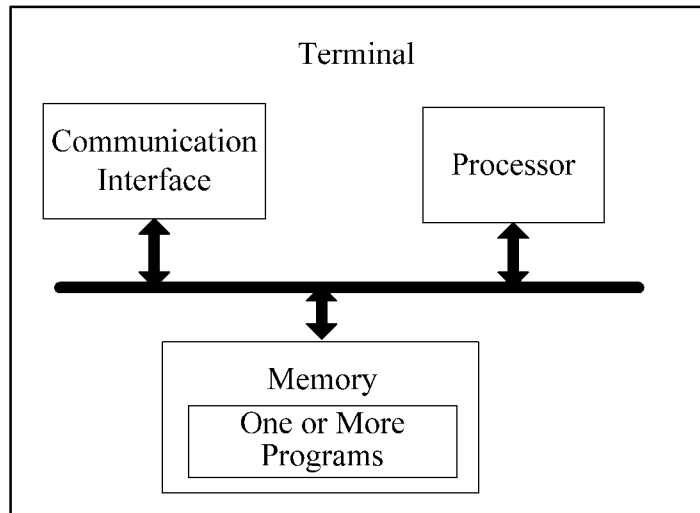 Terminal
Communication
Interface
Processor
Memory
One or More
Programs